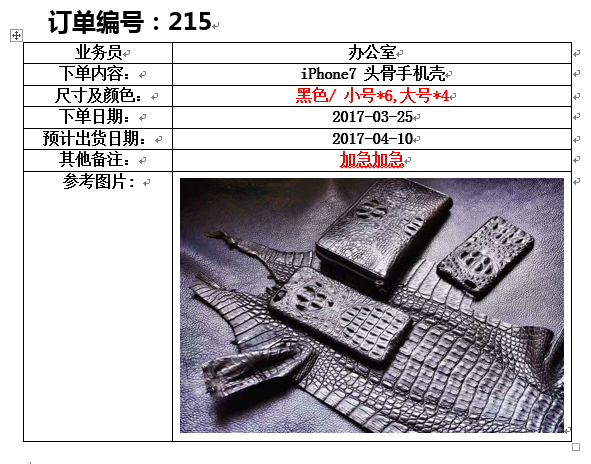 订单编号：215
业务员 办公室
下单内容： iPhone7 头骨手机壳
尺寸及颜色： 黑色/ 小号*6,大号*4
下单日期： 2017-03-25
预计出货日期： 2017-04-10
其他备注： 加急加急
参考图片：